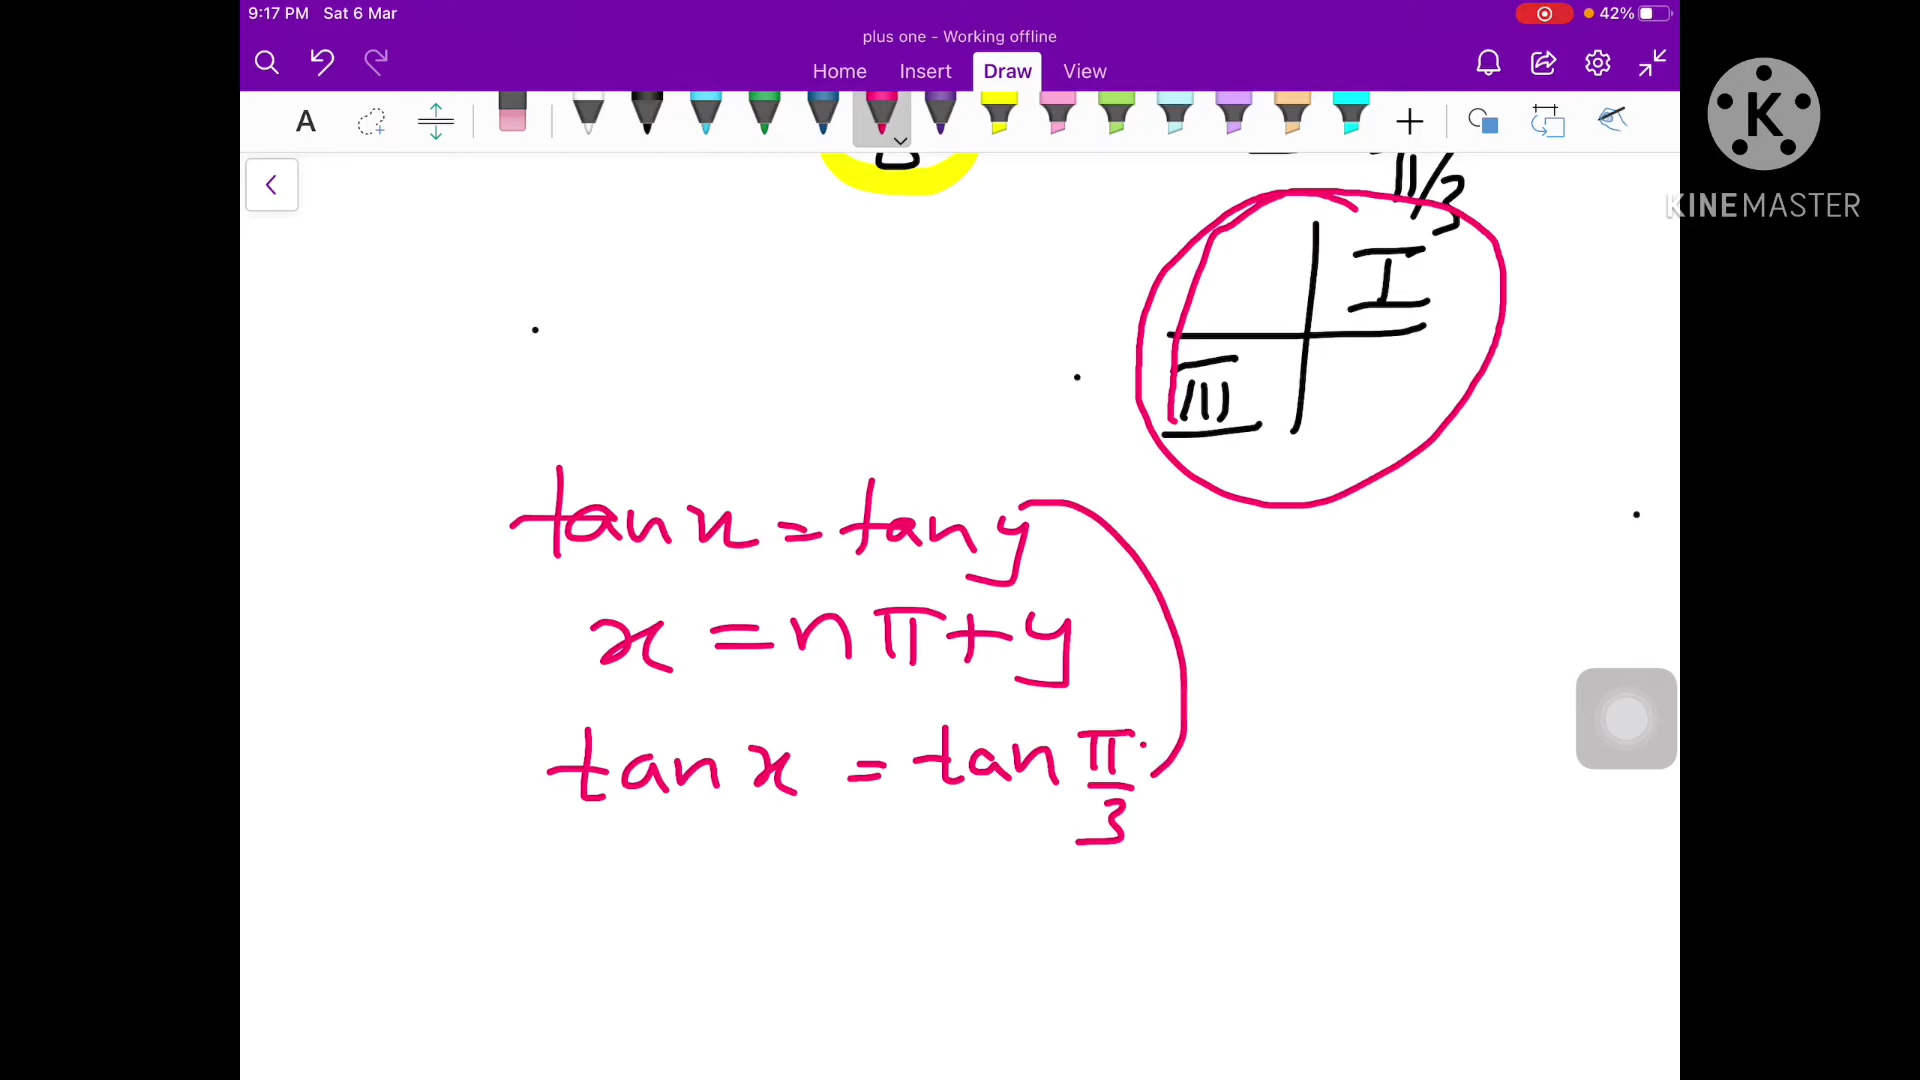 9:17 PM Sat 6 Mar
42%
plus one - Working offline
Home Insert Draw View
A
K
KINEMASTER
π/3
I
III
tan x = tan y
x = nπ + y
tan x = tan π/3